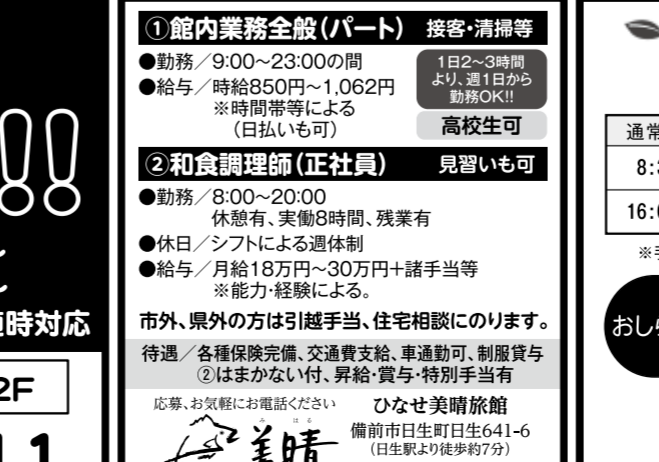 !!
適時対応
2F
11
①館内業務全般(パート) 接客・清掃等
●勤務/9:00〜23:00の間
●給与/時給850円〜1,062円
※時間帯等による
(日払いも可)
1日2〜3時間
より、週1日から
勤務OK!!
高校生可
②和食調理師(正社員) 見習いも可
●勤務/8:00〜20:00
休憩有、実働8時間、残業有
●休日/シフトによる週体制
●給与/月給18万円〜30万円+諸手当等
※能力・経験による。
市外、県外の方は引越手当、住宅相談にのります。
待遇/各種保険完備、交通費支給、車通勤可、制服貸与
②はまかない付、昇給・賞与・特別手当有
応募、お気軽にお電話ください
みはる
美晴
ひなせ美晴旅館
備前市日生町日生641-6
(日生駅より徒歩約7分)
通常
8:
16:
おし